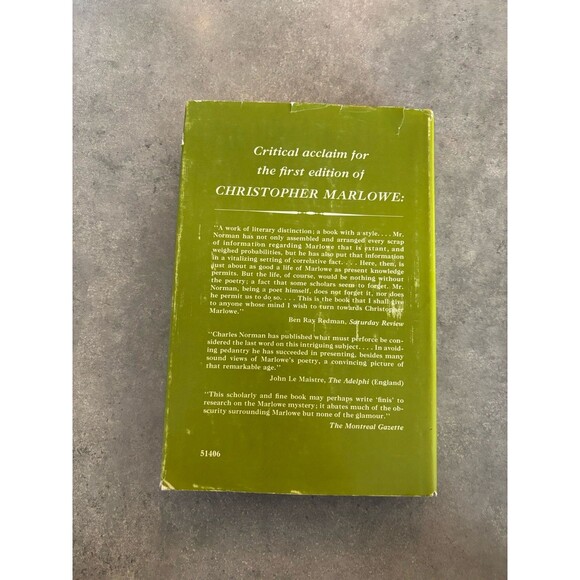 Critical acclaim for
the first edition of
CHRISTOPHER MARLOWE:
"A work of literary distinction; a book with a style. . . . Mr.
Norman has not only assembled and arranged every scrap
of information regarding Marlowe that is extant, and
weighed probabilities, but he has also put that information
in a vitalizing setting of correlative fact. . . . Here, then, is
just about as good a life of Marlowe as present knowledge
permits. But the life, of course, would be nothing without
the poetry; a fact that some scholars seem to forget. Mr.
Norman, being a poet himself, does not forget it, nor does
he permit us to do so. . . . This is the book that I shall give
to anyone whose mind I wish to turn towards Christopher
Marlowe."
Ben Ray Redman, Saturday Review
"Charles Norman has published what must perforce be con-
sidered the last word on this intriguing subject. . . . In avoid-
ing pedantry he has succeeded in presenting, besides many
sound views of Marlowe's poetry, a convincing picture of
that remarkable age."
John Le Maistre, The Adelphi (England)
"This scholarly and fine book may perhaps write 'finis' to
research on the Marlowe mystery; it abates much of the ob-
scurity surrounding Marlowe but none of the glamour."
The Montreal Gazette
51406